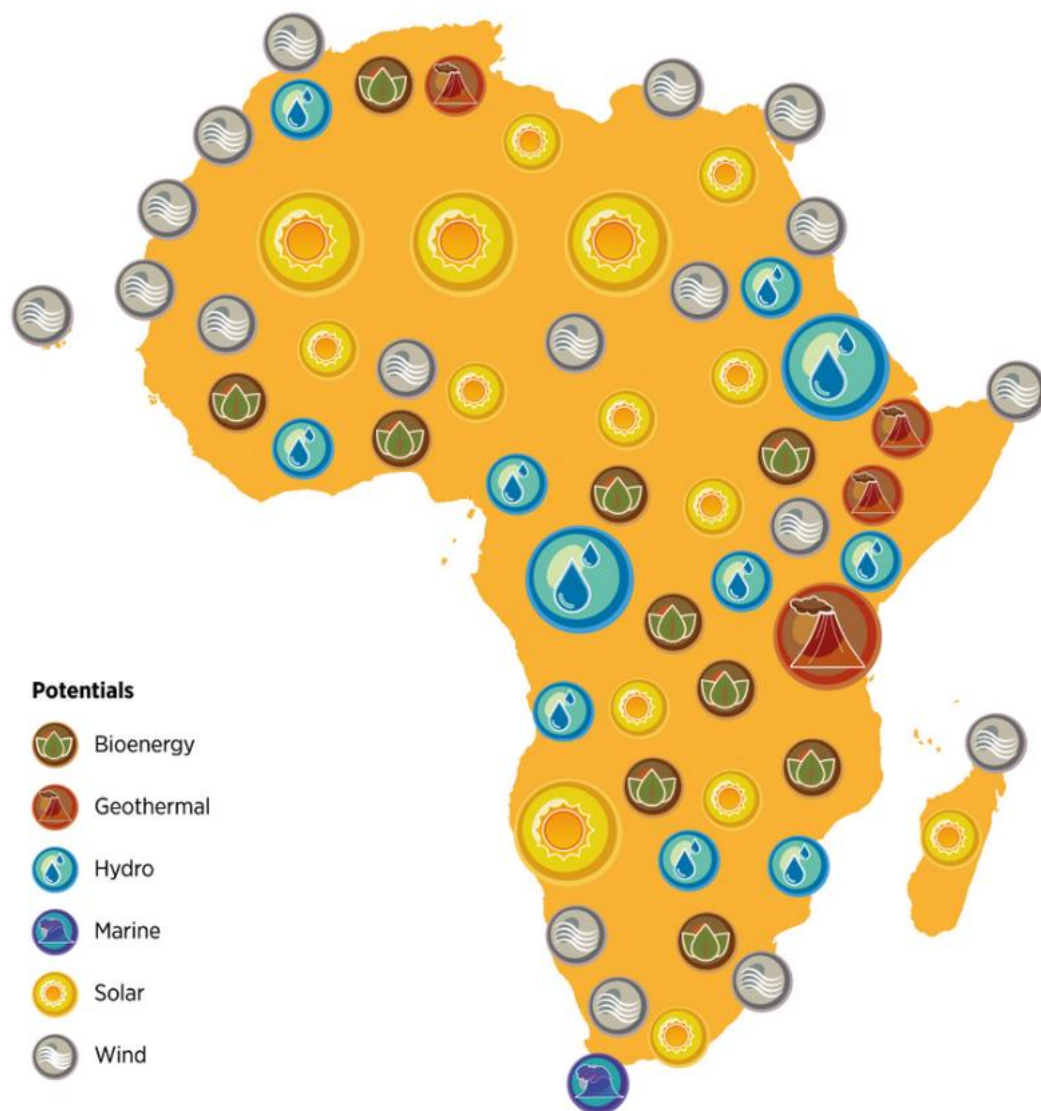 Potentials
Bioenergy
Geothermal
Hydro
Marine
Solar
Wind